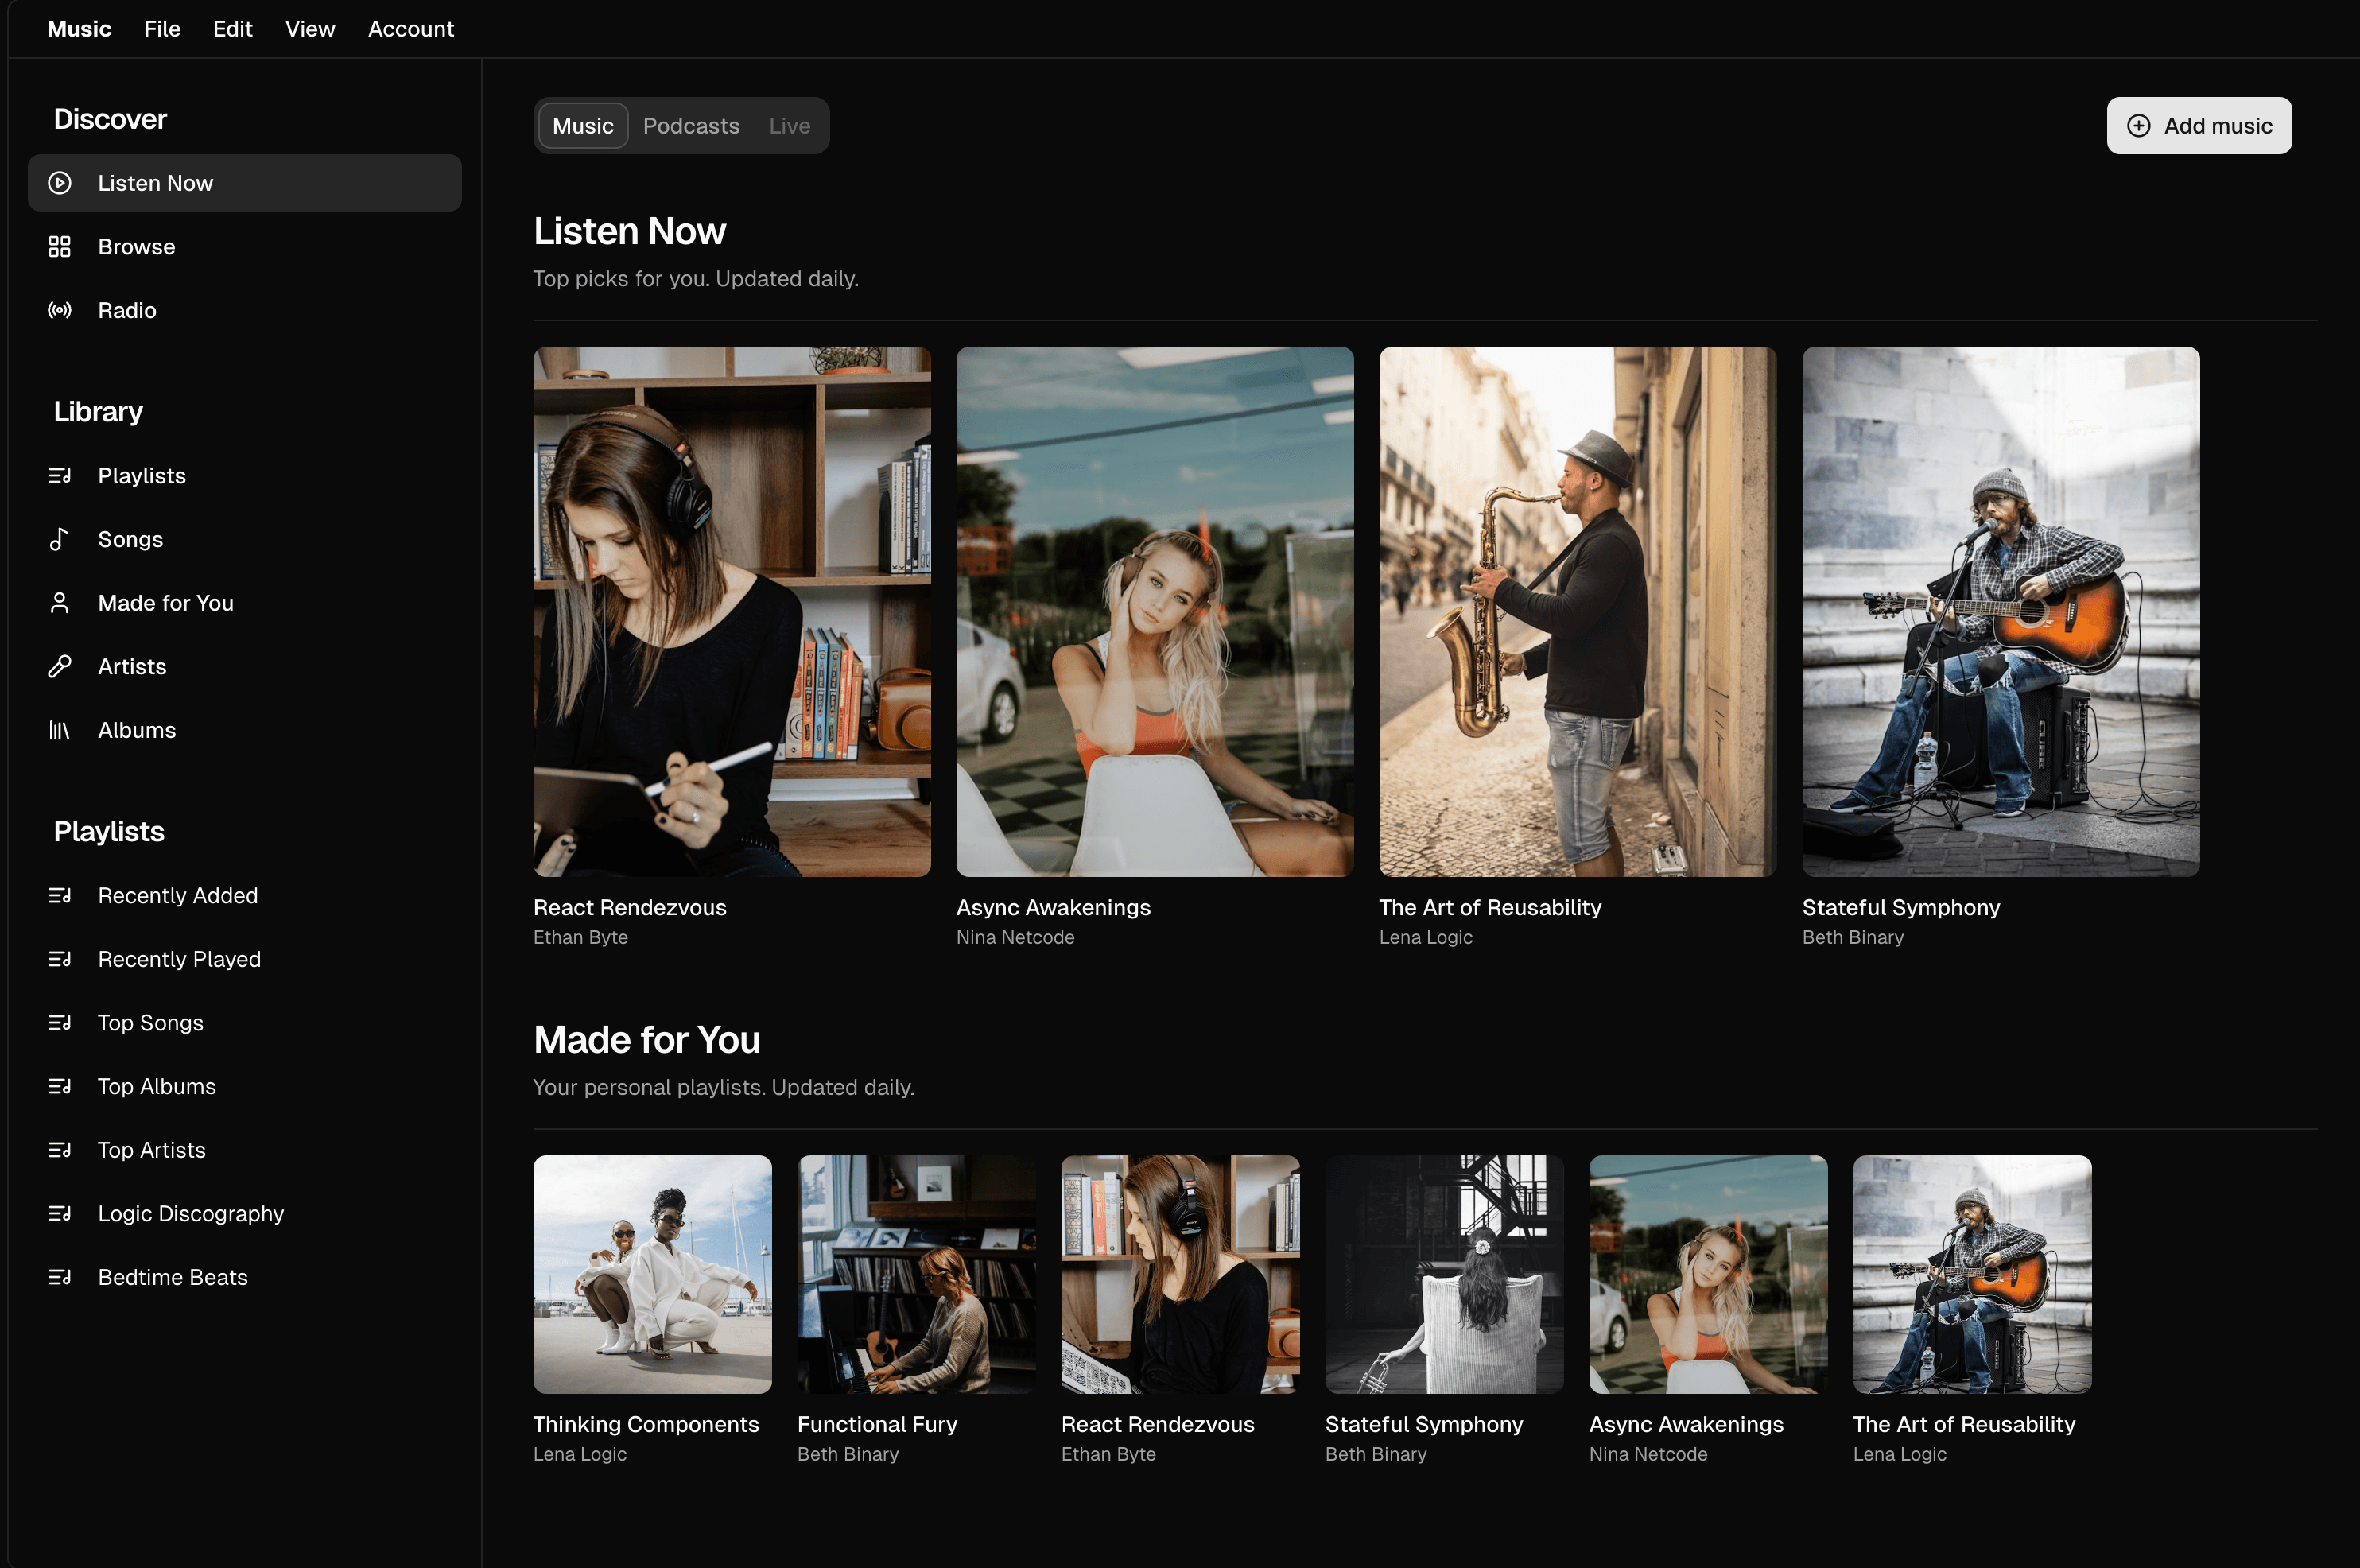 Music File Edit View Account
Discover
Listen Now
Browse
Radio
Library
Playlists
Songs
Made for You
Artists
Albums
Playlists
Recently Added
Recently Played
Top Songs
Top Albums
Top Artists
Logic Discography
Bedtime Beats
Music Podcasts Live
Add music
Listen Now
Top picks for you. Updated daily.
React Rendezvous
Ethan Byte
Async Awakenings
Nina Netcode
The Art of Reusability
Lena Logic
Stateful Symphony
Beth Binary
Made for You
Your personal playlists. Updated daily.
Thinking Components
Lena Logic
Functional Fury
Beth Binary
React Rendezvous
Ethan Byte
Stateful Symphony
Beth Binary
Async Awakenings
Nina Netcode
The Art of Reusability
Lena Logic